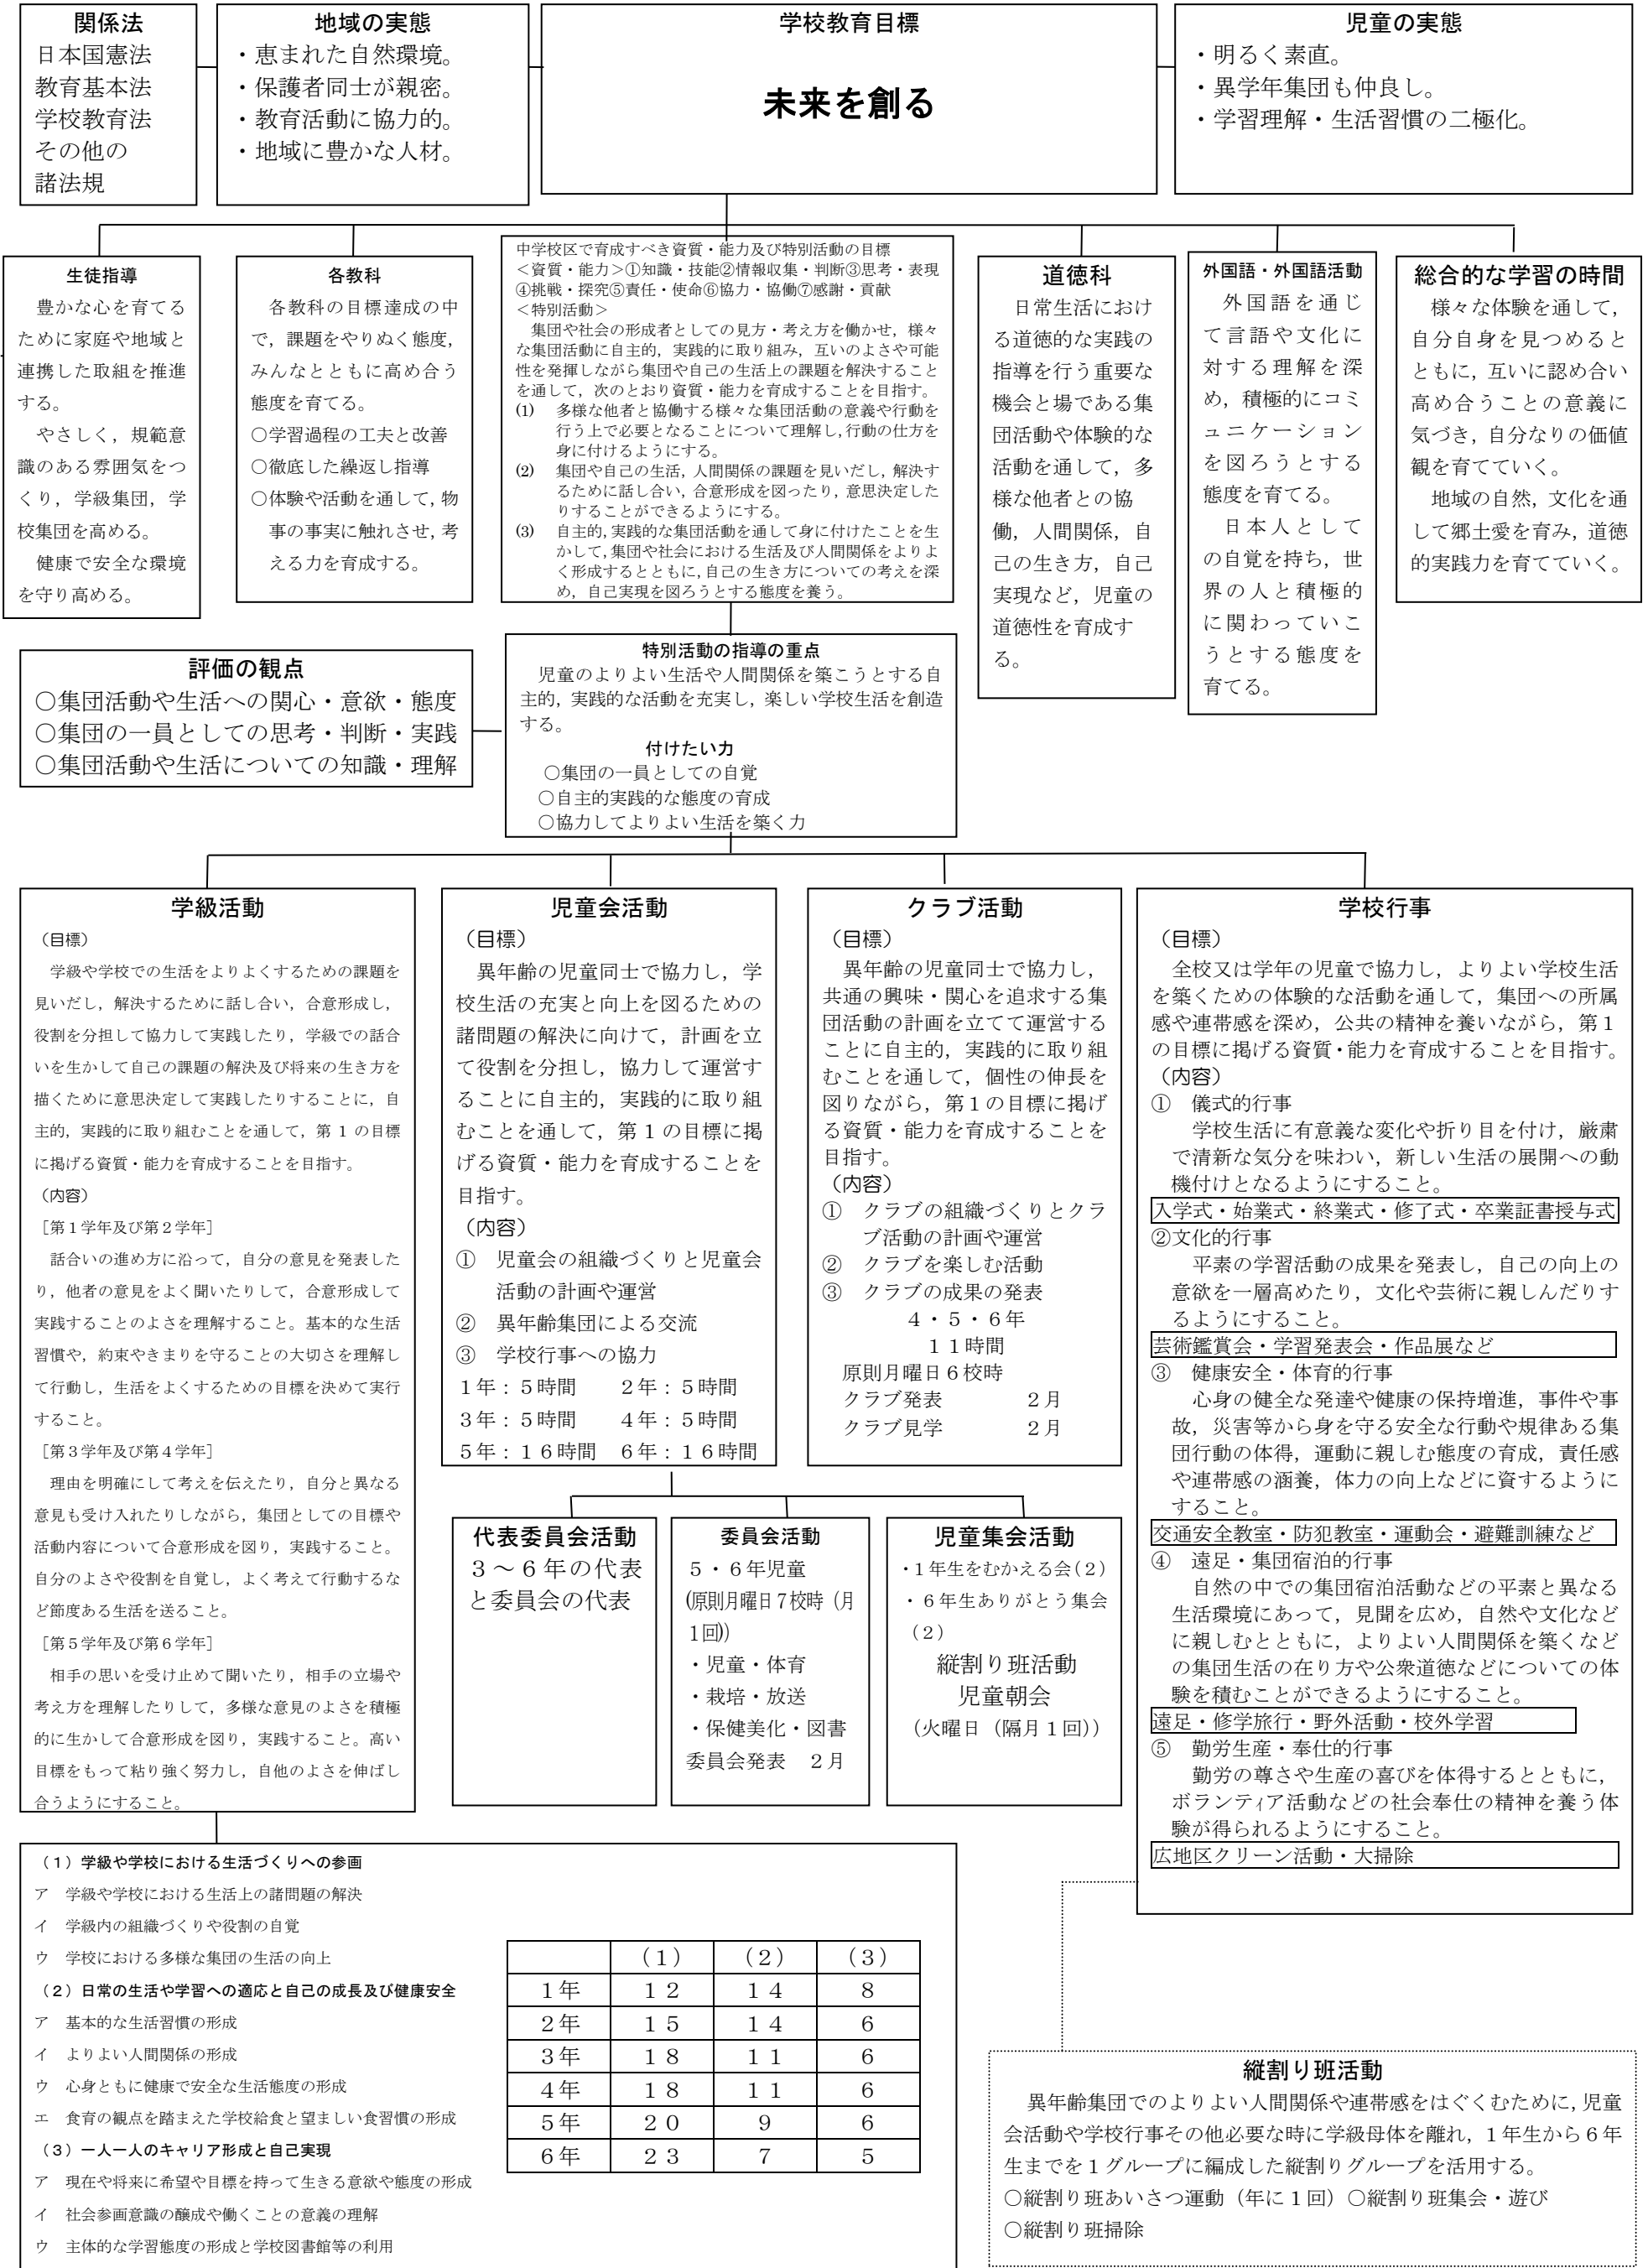 関係法
日本国憲法
教育基本法
学校教育法
その他の
諸法規
地域の実態
・恵まれた自然環境。
・保護者同士が親密。
・教育活動に協力的。
・地域に豊かな人材。
学校教育目標
未来を創る
児童の実態
・明るく素直。
・異学年集団も仲良し。
・学習理解・生活習慣の二極化。
生徒指導
豊かな心を育てる
ために家庭や地域と
連携した取組を推進
する。
やさしく，規範意
識のある雰囲気をつ
くり，学級集団，学
校集団を高める。
健康で安全な環境
を守り高める。
各教科
各教科の目標達成の中
で，課題をやりぬく態度，
みんなとともに高め合う
態度を育てる。
○学習過程の工夫と改善
○徹底した繰返し指導
○体験や活動を通して，物
事の事実に触れさせ，考
える力を育成する。
中学校区で育成すべき資質・能力及び特別活動の目標
＜資質・能力＞①知識・技能②情報収集・判断③思考・表現
④挑戦・探究⑤責任・使命⑥協力・協働⑦感謝・貢献
＜特別活動＞
集団や社会の形成者としての見方・考え方を働かせ，様々
な集団活動に自主的，実践的に取り組み，互いのよさや可能
性を発揮しながら集団や自己の生活上の課題を解決すること
を通して，次のとおり資質・能力を育成することを目指す。
(1) 多様な他者と協働する様々な集団活動の意義や行動を
行う上で必要となることについて理解し，行動の仕方を
身に付けるようにする。
(2) 集団や自己の生活，人間関係の課題を見いだし，解決す
るために話し合い，合意形成を図ったり，意思決定した
りすることができるようにする。
(3) 自主的，実践的な集団活動を通して身に付けたことを生
かして，集団や社会における生活及び人間関係をよりよ
く形成するとともに，自己の生き方についての考えを深
め，自己実現を図ろうとする態度を養う。
道徳科
日常生活におけ
る道徳的な実践の
指導を行う重要な
機会と場である集
団活動や体験的な
活動を通して，多
様な他者との協
働，人間関係，自
己の生き方，自己
実現など，児童の
道徳性を育成す
る。
外国語・外国語活動
外国語を通じ
て言語や文化に
対する理解を深
め，積極的にコミ
ュニケーション
を図ろうとする
態度を育てる。
日本人として
の自覚を持ち，世
界の人と積極的
に関わっていこ
うとする態度を
育てる。
総合的な学習の時間
様々な体験を通して，
自分自身を見つめると
ともに，互いに認め合い
高め合うことの意義に
気づき，自分なりの価値
観を育てていく。
地域の自然，文化を通
して郷土愛を育み，道徳
的実践力を育てていく。
評価の観点
○集団活動や生活への関心・意欲・態度
○集団の一員としての思考・判断・実践
○集団活動や生活についての知識・理解
特別活動の指導の重点
児童のよりよい生活や人間関係を築こうとする自
主的，実践的な活動を充実し，楽しい学校生活を創造
する。
付けたい力
○集団の一員としての自覚
○自主的実践的な態度の育成
○協力してよりよい生活を築く力
学級活動
（目標）
学級や学校での生活をよりよくするための課題を
見いだし，解決するために話し合い，合意形成し，
役割を分担して協力して実践したり，学級での話合
いを生かして自己の課題の解決及び将来の生き方を
描くために意思決定して実践したりすることに，自
主的，実践的に取り組むことを通して，第 1 の目標
に掲げる資質・能力を育成することを目指す。
（内容）
［第１学年及び第２学年］
話合いの進め方に沿って，自分の意見を発表した
り，他者の意見をよく聞いたりして，合意形成して
実践することのよさを理解すること。基本的な生活
習慣や，約束やきまりを守ることの大切さを理解し
て行動し，生活をよくするための目標を決めて実行
すること。
［第３学年及び第４学年］
理由を明確にして考えを伝えたり，自分と異なる
意見も受け入れたりしながら，集団としての目標や
活動内容について合意形成を図り，実践すること。
自分のよさや役割を自覚し，よく考えて行動するな
ど節度ある生活を送ること。
［第５学年及び第６学年］
相手の思いを受け止めて聞いたり，相手の立場や
考え方を理解したりして，多様な意見のよさを積極
的に生かして合意形成を図り，実践すること。高い
目標をもって粘り強く努力し，自他のよさを伸ばし
合うようにすること。
児童会活動
（目標）
異年齢の児童同士で協力し，学
校生活の充実と向上を図るための
諸問題の解決に向けて，計画を立
て役割を分担し，協力して運営す
ることに自主的，実践的に取り組
むことを通して，第 1 の目標に掲
げる資質・能力を育成することを
目指す。
（内容）
① 児童会の組織づくりと児童会
活動の計画や運営
② 異年齢集団による交流
③ 学校行事への協力
１年：５時間 ２年：５時間
３年：５時間 ４年：５時間
５年：１６時間 ６年：１６時間
クラブ活動
（目標）
異年齢の児童同士で協力し，
共通の興味・関心を追求する集
団活動の計画を立てて運営する
ことに自主的，実践的に取り組
むことを通して，個性の伸長を
図りながら，第１の目標に掲げ
る資質・能力を育成することを
目指す。
（内容）
① クラブの組織づくりとクラ
ブ活動の計画や運営
② クラブを楽しむ活動
③ クラブの成果の発表
４・５・６年
１１時間
原則月曜日６校時
クラブ発表 ２月
クラブ見学 ２月
学校行事
（目標）
全校又は学年の児童で協力し，よりよい学校生活
を築くための体験的な活動を通して，集団への所属
感や連帯感を深め，公共の精神を養いながら，第１
の目標に掲げる資質・能力を育成することを目指す。
（内容）
① 儀式的行事
学校生活に有意義な変化や折り目を付け，厳粛
で清新な気分を味わい，新しい生活の展開への動
機付けとなるようにすること。
入学式・始業式・終業式・修了式・卒業証書授与式
②文化的行事
平素の学習活動の成果を発表し，自己の向上の
意欲を一層高めたり，文化や芸術に親しんだりす
るようにすること。
芸術鑑賞会・学習発表会・作品展など
③ 健康安全・体育的行事
心身の健全な発達や健康の保持増進，事件や事
故，災害等から身を守る安全な行動や規律ある集
団行動の体得，運動に親しむ態度の育成，責任感
や連帯感の涵養，体力の向上などに資するように
すること。
交通安全教室・防犯教室・運動会・避難訓練など
④ 遠足・集団宿泊的行事
自然の中での集団宿泊活動などの平素と異なる
生活環境にあって，見聞を広め，自然や文化など
に親しむとともに，よりよい人間関係を築くなど
の集団生活の在り方や公衆道徳などについての体
験を積むことができるようにすること。
遠足・修学旅行・野外活動・校外学習
⑤ 勤労生産・奉仕的行事
勤労の尊さや生産の喜びを体得するとともに，
ボランティア活動などの社会奉仕の精神を養う体
験が得られるようにすること。
広地区クリーン活動・大掃除
代表委員会活動
３～６年の代表
と委員会の代表
委員会活動
５・６年児童
(原則月曜日７校時（月
1回))
・児童・体育
・栽培・放送
・保健美化・図書
委員会発表 ２月
児童集会活動
・１年生をむかえる会(２)
・６年生ありがとう集会
（２）
縦割り班活動
児童朝会
（火曜日（隔月１回））
（１）学級や学校における生活づくりへの参画
ア 学級や学校における生活上の諸問題の解決
イ 学級内の組織づくりや役割の自覚
ウ 学校における多様な集団の生活の向上
（２）日常の生活や学習への適応と自己の成長及び健康安全
ア 基本的な生活習慣の形成
イ よりよい人間関係の形成
ウ 心身ともに健康で安全な生活態度の形成
エ 食育の観点を踏まえた学校給食と望ましい食習慣の形成
（３）一人一人のキャリア形成と自己実現
ア 現在や将来に希望や目標を持って生きる意欲や態度の形成
イ 社会参画意識の醸成や働くことの意義の理解
ウ 主体的な学習態度の形成と学校図書館等の利用
（１） （２） （３）
１年 １２ １４ ８
２年 １５ １４ ６
３年 １８ １１ ６
４年 １８ １１ ６
５年 ２０ ９ ６
６年 ２３ ７ ５
縦割り班活動
異年齢集団でのよりよい人間関係や連帯感をはぐくむために，児童
会活動や学校行事その他必要な時に学級母体を離れ，１年生から６年
生までを１グループに編成した縦割りグループを活用する。
○縦割り班あいさつ運動（年に１回）○縦割り班集会・遊び
○縦割り班掃除